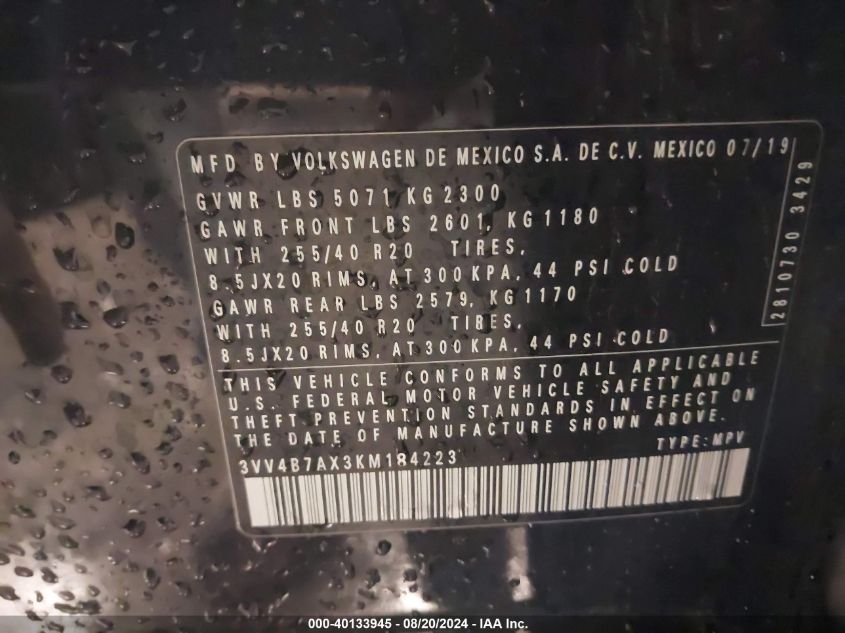 MFD BY VOLKSWAGEN DE MEXICO S.A. DE C.V. MEXICO 07/19
GVWR LBS 5071 KG 2300
GAWR FRONT LBS 2601, KG 1180
WITH 255/40 R20 TIRES,
8.5JX20 RIMS, AT 300 KPA, 44 PSI COLD
GAWR REAR LBS 2579, KG 1170
WITH 255/40 R20 TIRES,
8.5JX20 RIMS, AT 300 KPA, 44 PSI COLD
2810730 3429
THIS VEHICLE CONFORMS TO ALL APPLICABLE
U.S. FEDERAL MOTOR VEHICLE SAFETY AND
THEFT PREVENTION STANDARDS IN EFFECT ON
THE DATE OF MANUFACTURE SHOWN ABOVE.
TYPE: MPV
3VV4B7AX3KM184223
000-40133945 - 08/20/2024 - IAA Inc.